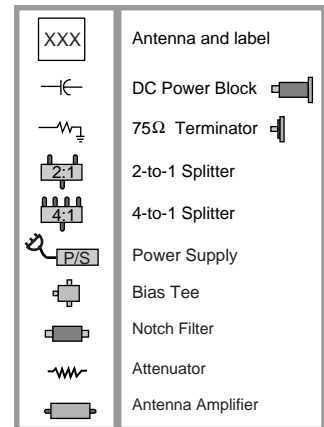 XXX Antenna and label
DC Power Block
75Ω Terminator
2:1 2-to-1 Splitter
4:1 4-to-1 Splitter
P/S Power Supply
Bias Tee
Notch Filter
Attenuator
Antenna Amplifier